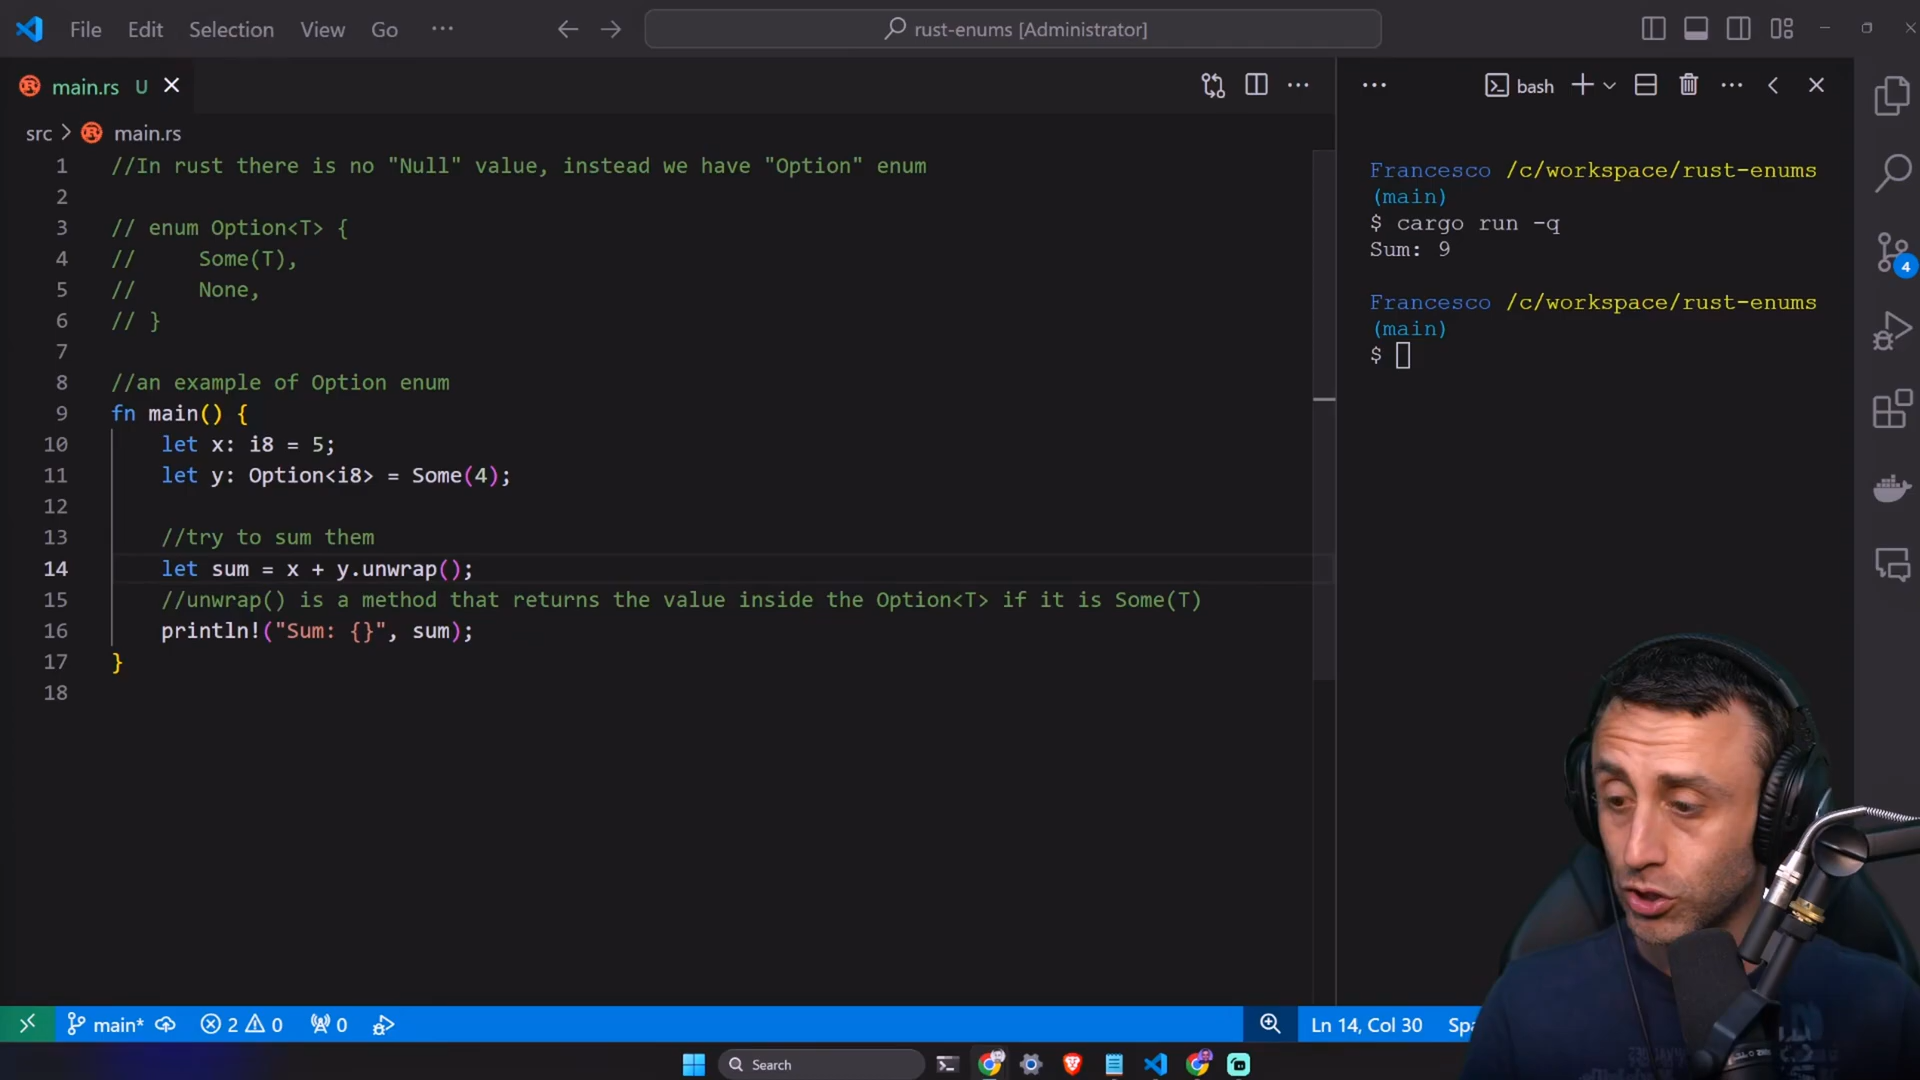 File Edit Selection View Go ···
rust-enums [Administrator]
main.rs U
bash
src > main.rs
1 //In rust there is no "Null" value, instead we have "Option" enum
2
3 // enum Option<T> {
4 //     Some(T),
5 //     None,
6 // }
7
8 //an example of Option enum
9 fn main() {
10     let x: i8 = 5;
11     let y: Option<i8> = Some(4);
12
13     //try to sum them
14     let sum = x + y.unwrap();
15     //unwrap() is a method that returns the value inside the Option<T> if it is Some(T)
16     println!("Sum: {}", sum);
17 }
18
Francesco /c/workspace/rust-enums
(main)
$ cargo run -q
Sum: 9
Francesco /c/workspace/rust-enums
(main)
$
4
main* 2 0 0
Ln 14, Col 30
Search